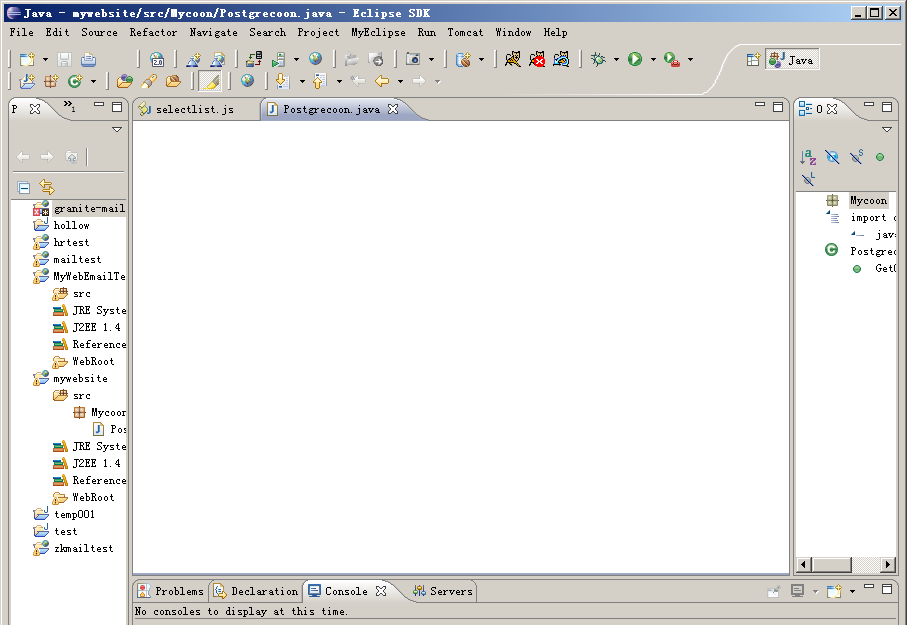 Java - mywebsite/src/Mycoon/Postgrecoon.java - Eclipse SDK
File Edit Source Refactor Navigate Search Project MyEclipse Run Tomcat Window Help
Java
P
selectlist.js
Postgrecoon.java
O
granite-mail
hollow
hrtest
mailtest
MyWebEmailTe
src
JRE Syste
J2EE 1.4
Reference
WebRoot
mywebsite
src
Mycoon
Pos
JRE Syste
J2EE 1.4
Reference
WebRoot
temp001
test
zkmailtest
Mycoon
import
java
Postgrec
Get
Problems Declaration Console Servers
No consoles to display at this time.